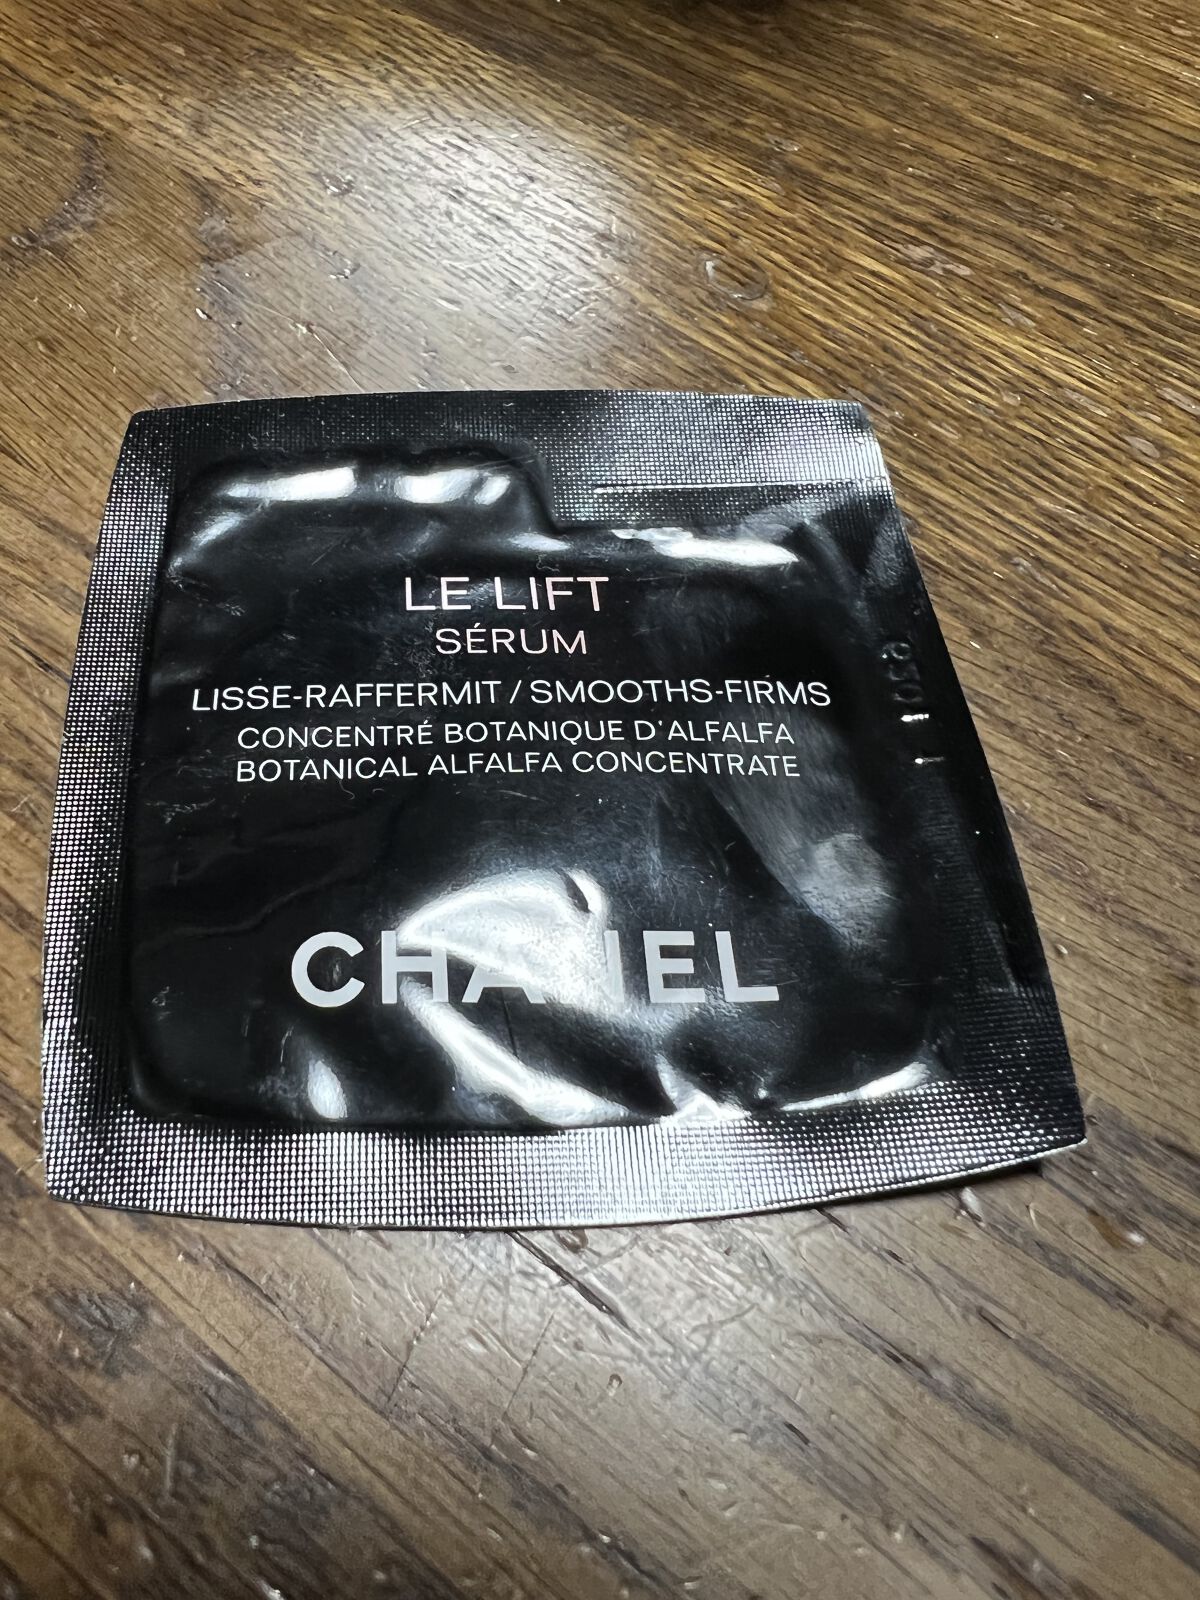 LE LIFT
SÉRUM
LISSE-RAFFERMIT / SMOOTHS-FIRMS
CONCENTRÉ BOTANIQUE D'ALFALFA
BOTANICAL ALFALFA CONCENTRATE
CHANEL